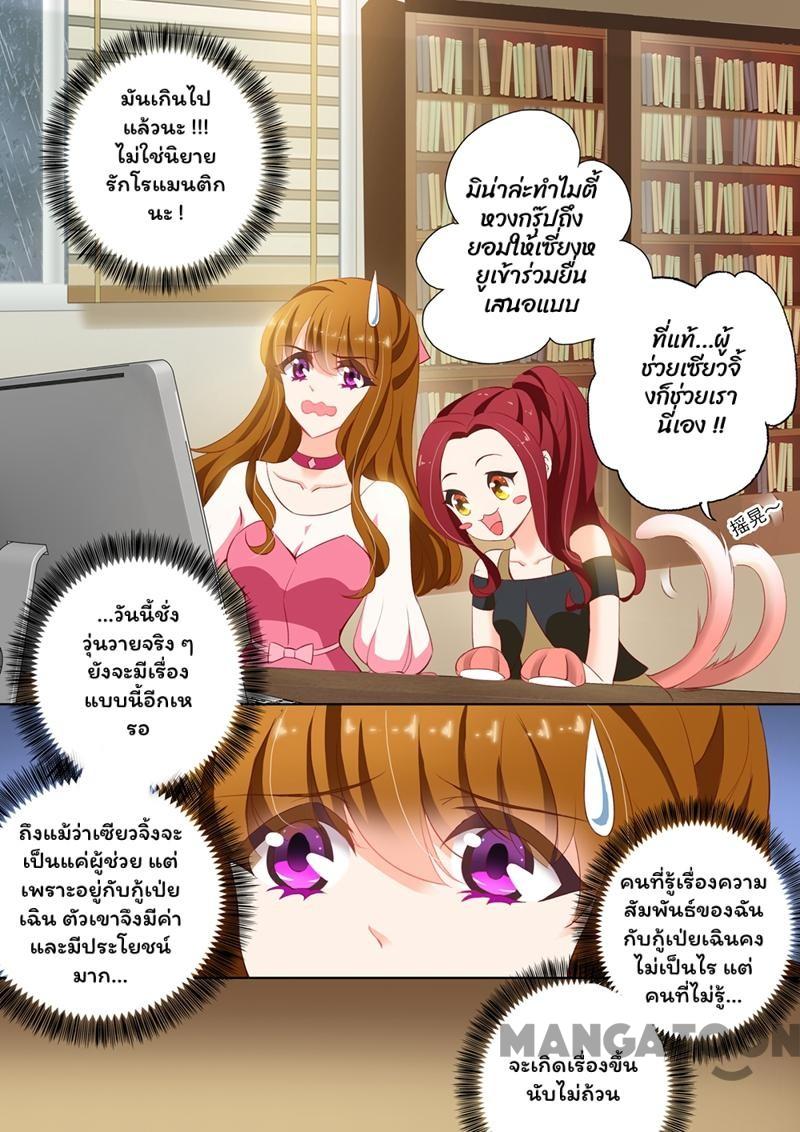 มันเกินไป
แล้วนะ !!!
ไม่ใช่นิยาย
รักโรแมนติก
นะ !
มิน่าล่ะทำไมตี้
หวงกรุ๊ปถึง
ยอมให้เซี่ยงห
ยูเข้าร่วมยื่น
เสนอแบบ
ที่แท้...ผู้
ช่วยเซียวจิ้
งก็ช่วยเรา
นี่เอง !!
摇晃~
...วันนี้ช่าง
วุ่นวายจริง ๆ
ยังจะมีเรื่อง
แบบนี้อีกเห
รอ
ถึงแม้ว่าเซียวจิ้งจะ
เป็นแค่ผู้ช่วย แต่
เพราะอยู่กับกู้เป่ย
เฉิน ตัวเขาจึงมีค่า
และมีประโยชน์
มาก...
คนที่รู้เรื่องความ
สัมพันธ์ของฉัน
กับกู้เป่ยเฉินคง
ไม่เป็นไร แต่
คนที่ไม่รู้...
MANGATOON
จะเกิดเรื่องขึ้น
นับไม่ถ้วน